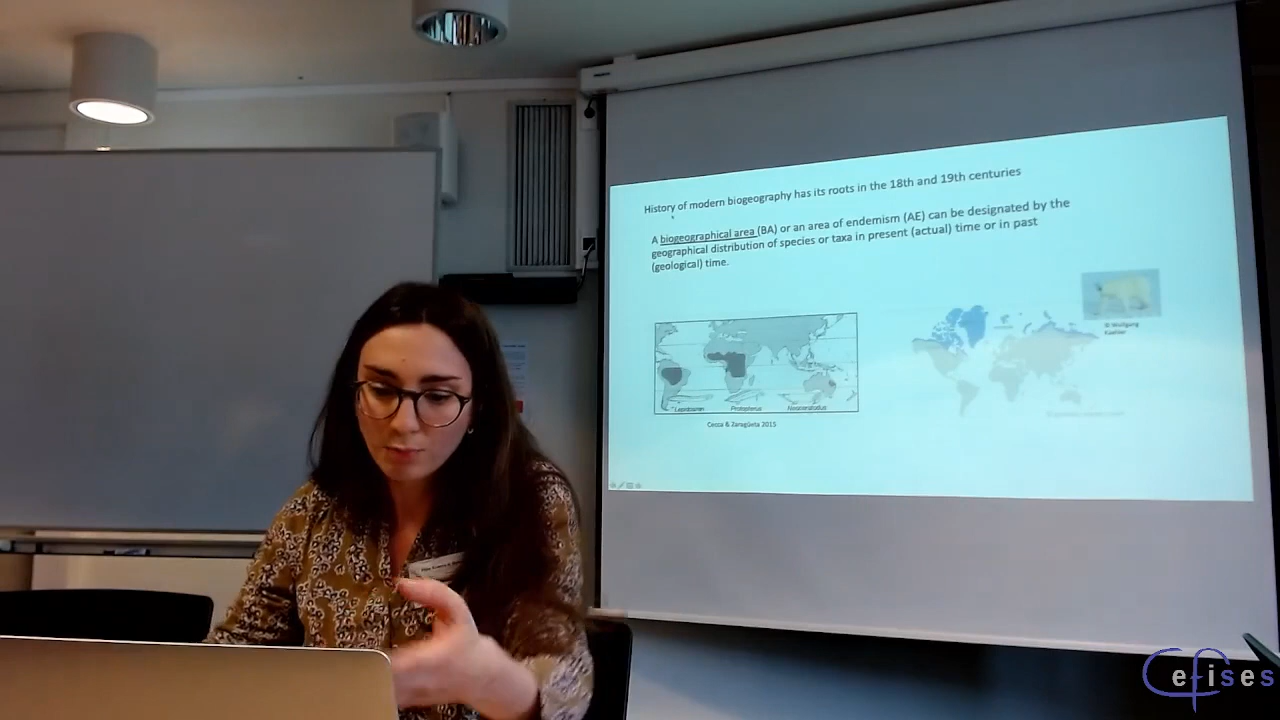 History of modern biogeography has its roots in the 18th and 19th centuries
A biogeographical area (BA) or an area of endemism (AE) can be designated by the
geographical distribution of species or taxa in present (actual) time or in past
(geological) time.
© Wolfgang
Kaehler
Lepidosiren Protopterus Neoceratodus
Cecca & Zaragüeta 2015
Cefises